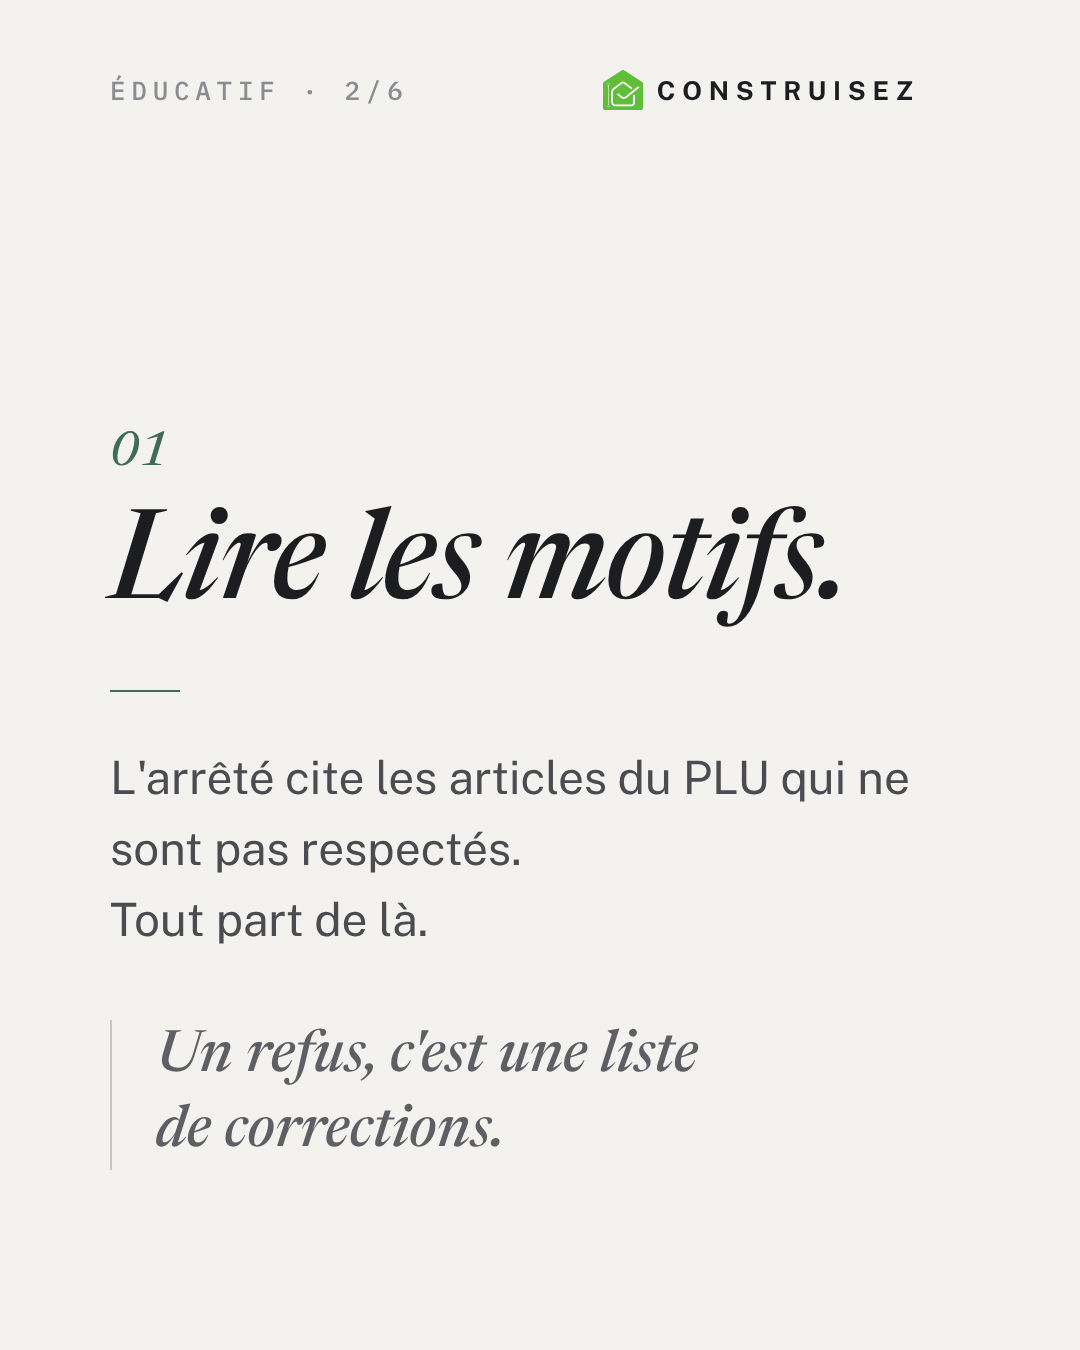 ÉDUCATIF · 2/6
CONSTRUISEZ
01
Lire les motifs.
L'arrêté cite les articles du PLU qui ne
sont pas respectés.
Tout part de là.
Un refus, c'est une liste
de corrections.